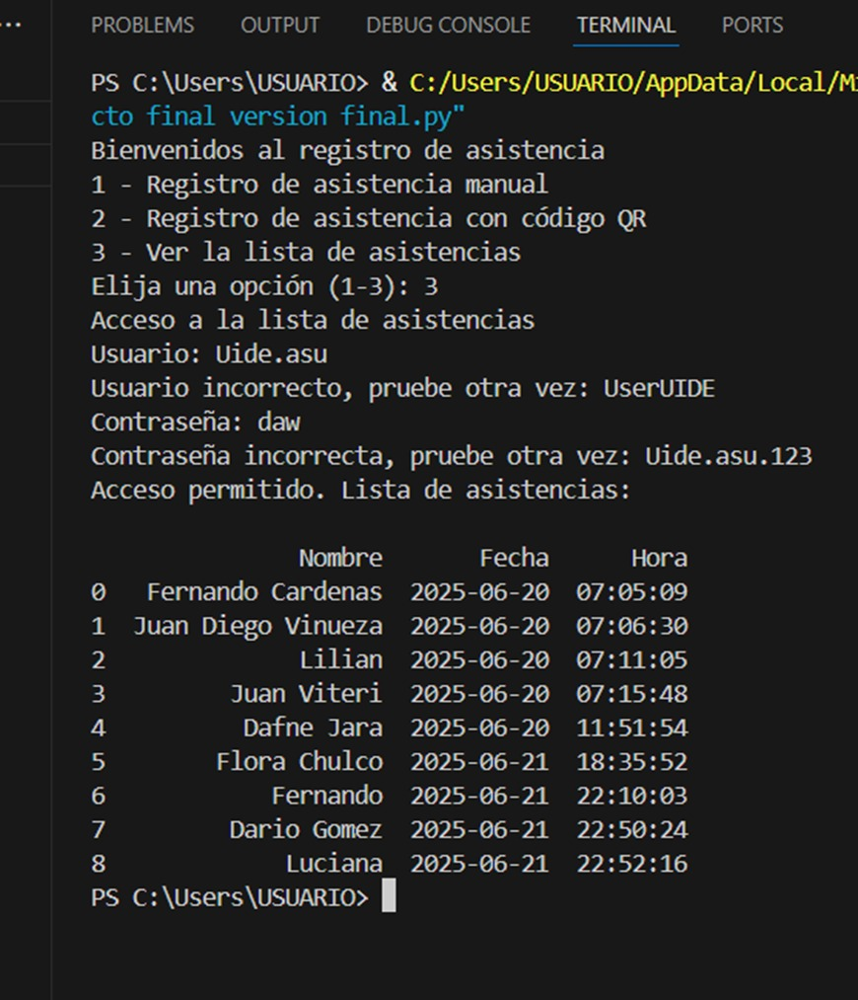 PROBLEMS OUTPUT DEBUG CONSOLE TERMINAL PORTS
PS C:\Users\USUARIO> & C:/Users/USUARIO/AppData/Local/Mi
cto final version final.py"
Bienvenidos al registro de asistencia
1 - Registro de asistencia manual
2 - Registro de asistencia con código QR
3 - Ver la lista de asistencias
Elija una opción (1-3): 3
Acceso a la lista de asistencias
Usuario: Uide.asu
Usuario incorrecto, pruebe otra vez: UserUIDE
Contraseña: daw
Contraseña incorrecta, pruebe otra vez: Uide.asu.123
Acceso permitido. Lista de asistencias:
Nombre Fecha Hora
0 Fernando Cardenas 2025-06-20 07:05:09
1 Juan Diego Vinueza 2025-06-20 07:06:30
2 Lilian 2025-06-20 07:11:05
3 Juan Viteri 2025-06-20 07:15:48
4 Dafne Jara 2025-06-20 11:51:54
5 Flora Chulco 2025-06-21 18:35:52
6 Fernando 2025-06-21 22:10:03
7 Dario Gomez 2025-06-21 22:50:24
8 Luciana 2025-06-21 22:52:16
PS C:\Users\USUARIO>